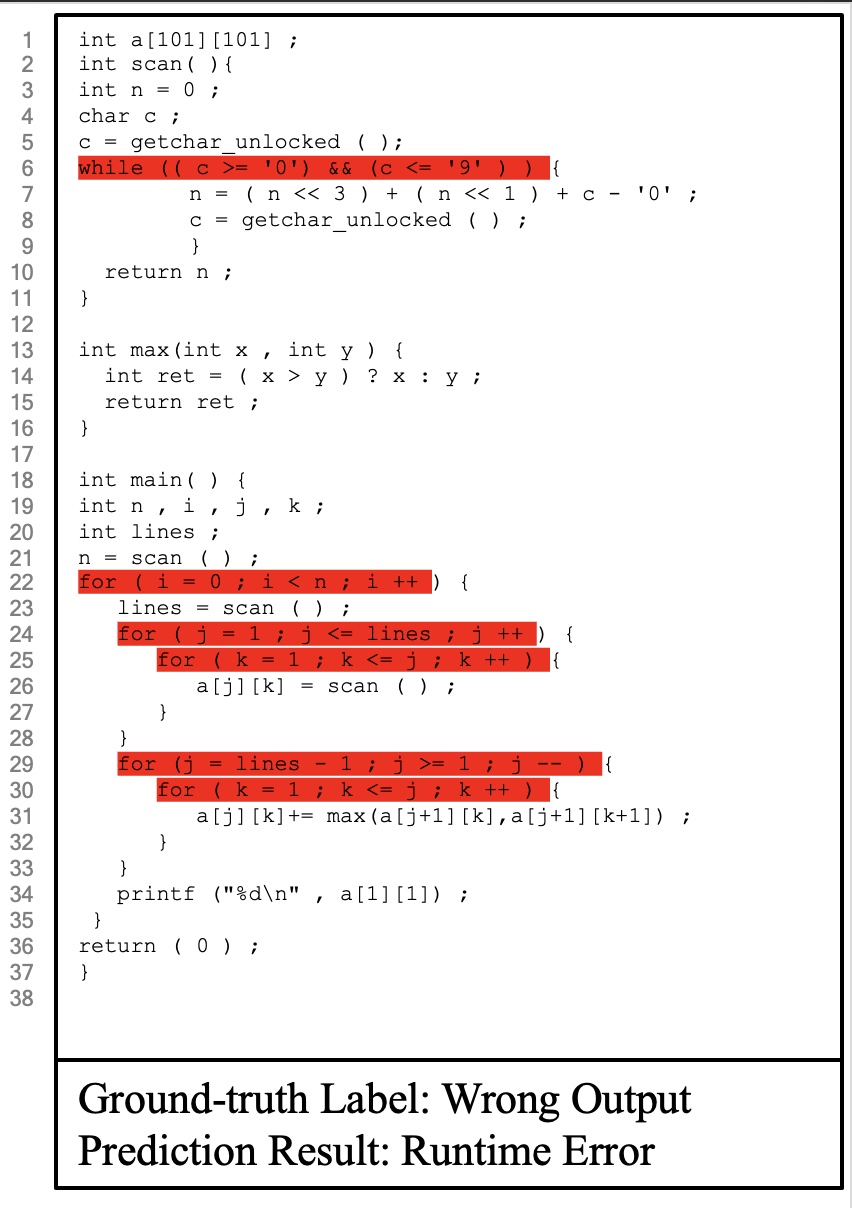 1 int a[101][101] ;
2 int scan( ){
3 int n = 0 ;
4 char c ;
5 c = getchar_unlocked ( );
6 while (( c >= '0') && (c <= '9' ) ) {
7 n = ( n << 3 ) + ( n << 1 ) + c - '0' ;
8 c = getchar_unlocked ( ) ;
9 }
10 return n ;
11 }
12
13 int max(int x , int y ) {
14 int ret = ( x > y ) ? x : y ;
15 return ret ;
16 }
17
18 int main( ) {
19 int n , i , j , k ;
20 int lines ;
21 n = scan ( ) ;
22 for ( i = 0 ; i < n ; i ++ ) {
23 lines = scan ( ) ;
24 for ( j = 1 ; j <= lines ; j ++ ) {
25 for ( k = 1 ; k <= j ; k ++ ) {
26 a[j][k] = scan ( ) ;
27 }
28 }
29 for (j = lines - 1 ; j >= 1 ; j -- ) {
30 for ( k = 1 ; k <= j ; k ++ ) {
31 a[j][k]+= max(a[j+1][k],a[j+1][k+1]) ;
32 }
33 }
34 printf ("%d\n" , a[1][1]) ;
35 }
36 return ( 0 ) ;
37 }
38
Ground-truth Label: Wrong Output
Prediction Result: Runtime Error